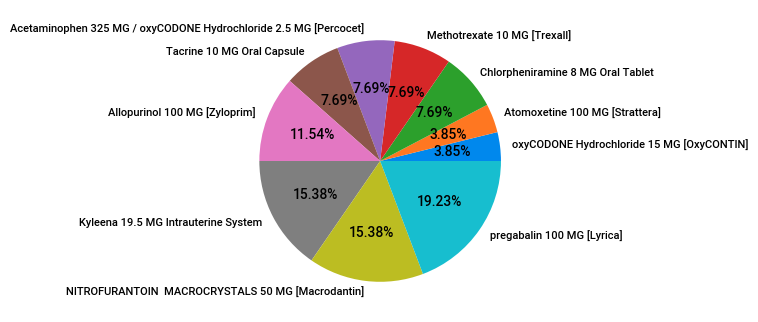 Acetaminophen 325 MG / oxyCODONE Hydrochloride 2.5 MG [Percocet]
Methotrexate 10 MG [Trexall]
Tacrine 10 MG Oral Capsule
Chlorpheniramine 8 MG Oral Tablet
7.69%
7.69%
7.69%
7.69%
Allopurinol 100 MG [Zyloprim]
Atomoxetine 100 MG [Strattera]
11.54%
3.85%
oxyCODONE Hydrochloride 15 MG [OxyCONTIN]
3.85%
15.38%
19.23%
Kyleena 19.5 MG Intrauterine System
15.38%
pregabalin 100 MG [Lyrica]
NITROFURANTOIN  MACROCRYSTALS 50 MG [Macrodantin]